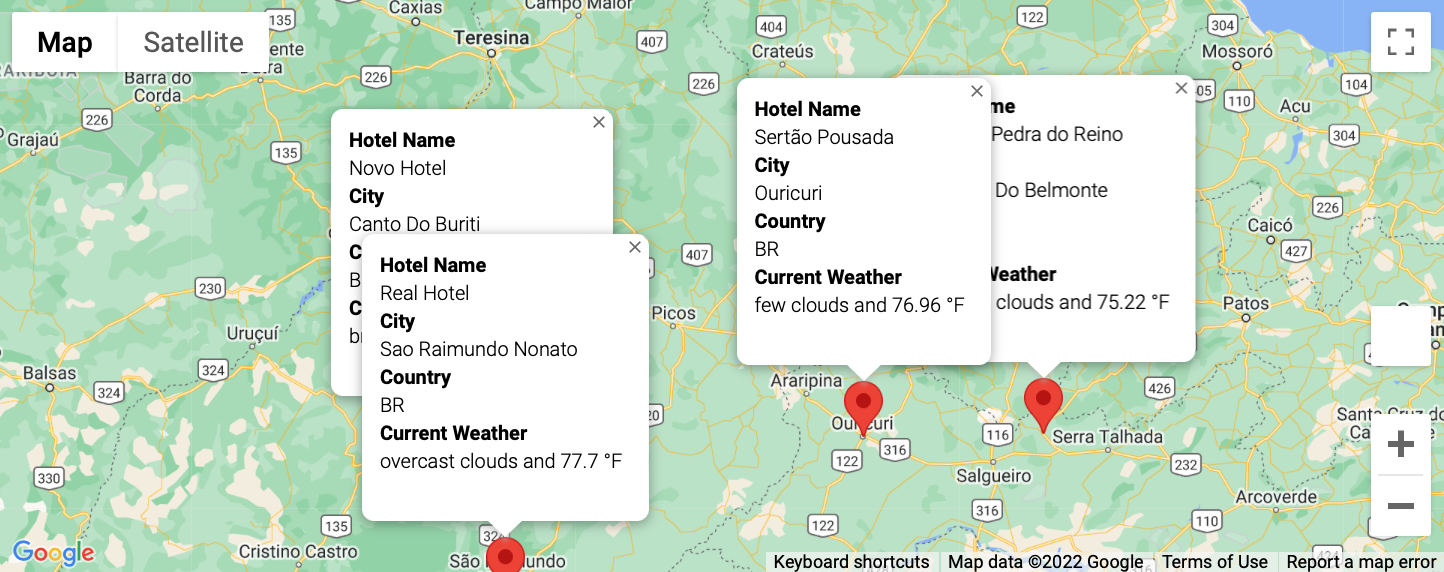 Map
Satellite
Caxias
Campo Maior
Teresina
Crateús
Mossoró
Barra do
Corda
Grajaú
Acu
Caicó
Patos
Picos
Uruçuí
Balsas
Araripina
Ouricuri
Serra Talhada
Salgueiro
Arcoverde
Cristino Castro
135
122
304
404
407
226
226
226
104
110
304
135
226
427
407
230
324
324
426
316
116
122
232
330
316
110
122
135
Hotel Name
Novo Hotel
City
Canto Do Buriti
Hotel Name
Real Hotel
City
Sao Raimundo Nonato
Country
BR
Current Weather
overcast clouds and 77.7 °F
Hotel Name
Sertão Pousada
City
Ouricuri
Country
BR
Current Weather
few clouds and 76.96 °F
Pedra do Reino
Do Belmonte
Weather
clouds and 75.22 °F
São
Google
Keyboard shortcuts
Map data ©2022 Google
Terms of Use
Report a map error